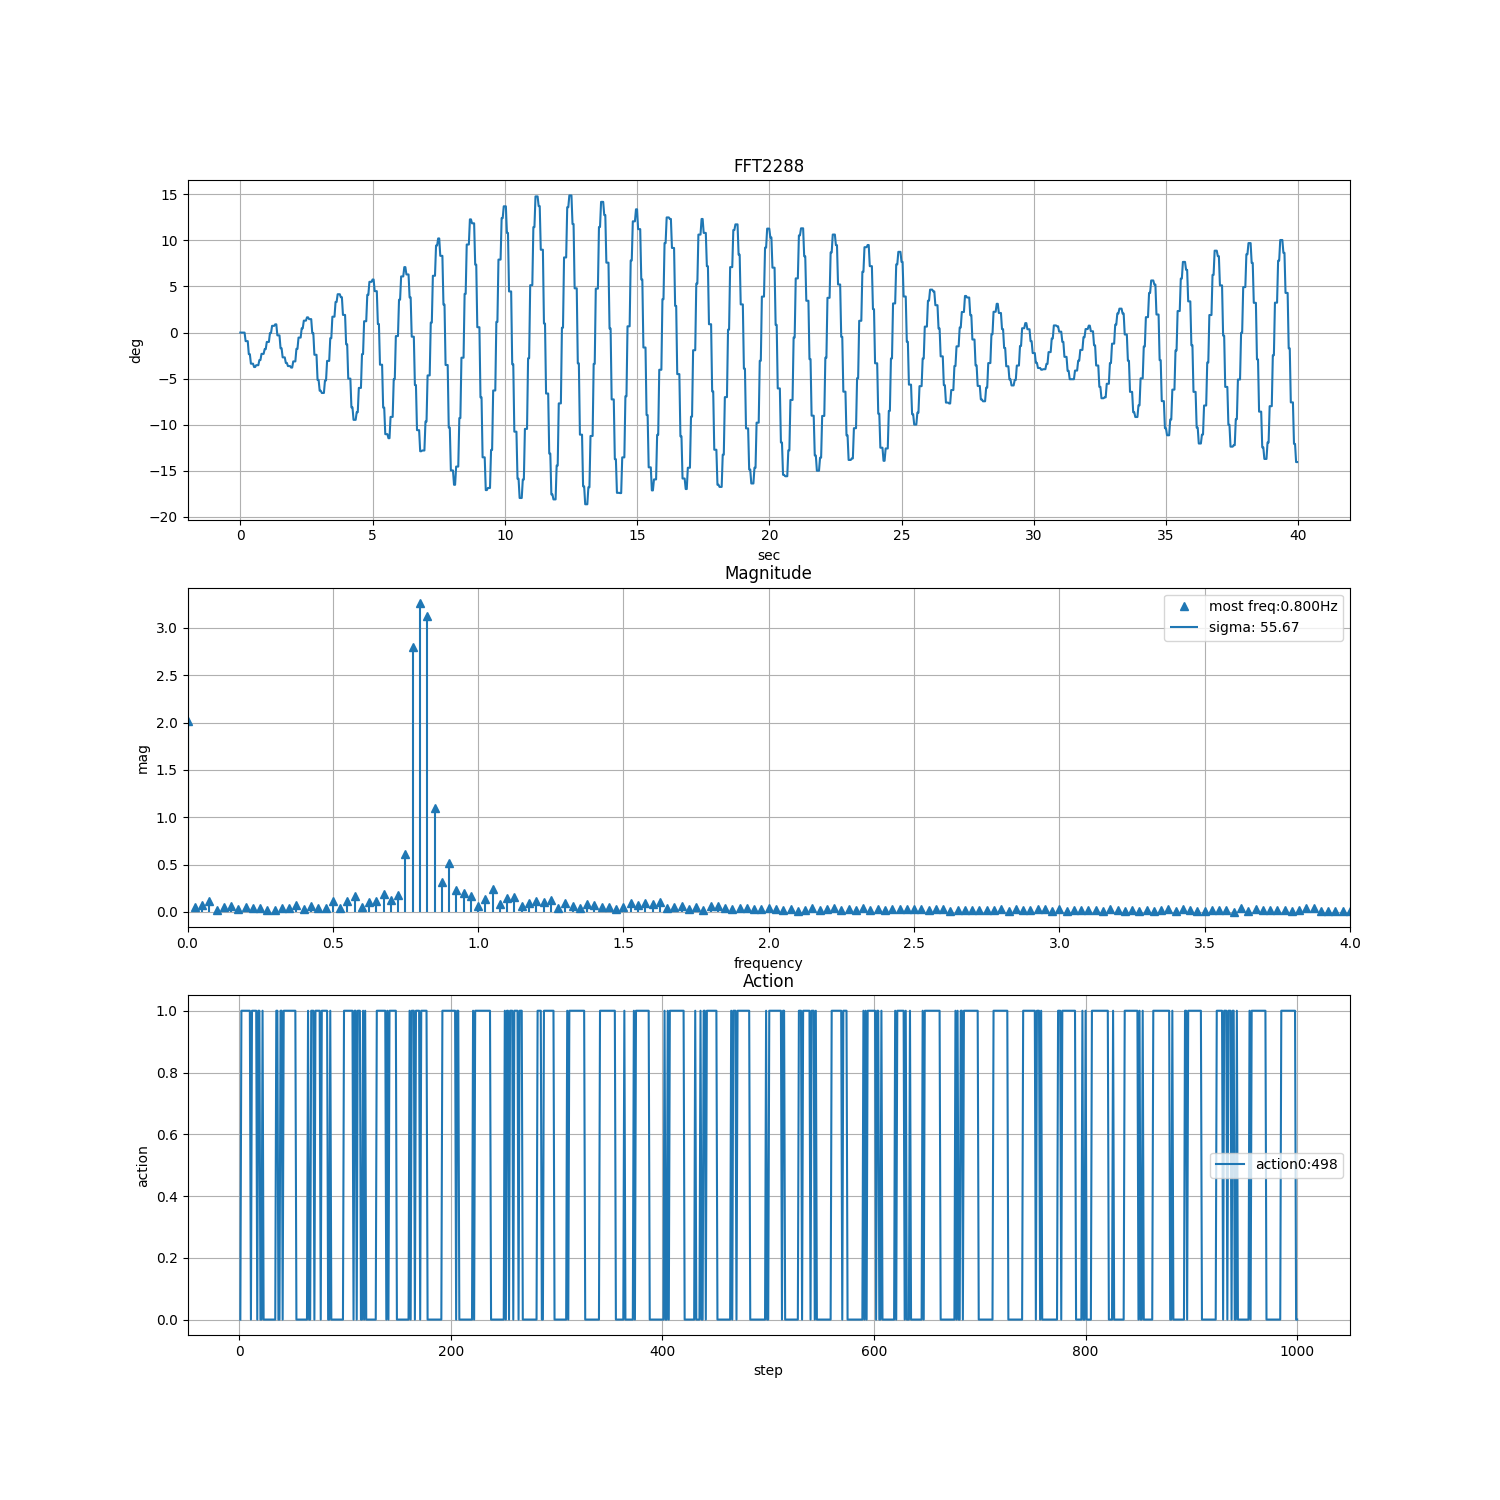 FFT2288
15
10
5
0
−5
−10
−15
−20
deg
0 5 10 15 20 25 30 35 40
sec
Magnitude
most freq:0.800Hz
sigma: 55.67
3.0
2.5
2.0
1.5
1.0
0.5
0.0
mag
0.0 0.5 1.0 1.5 2.0 2.5 3.0 3.5 4.0
frequency
Action
1.0
0.8
0.6
0.4
0.2
0.0
action
action0:498
0 200 400 600 800 1000
step